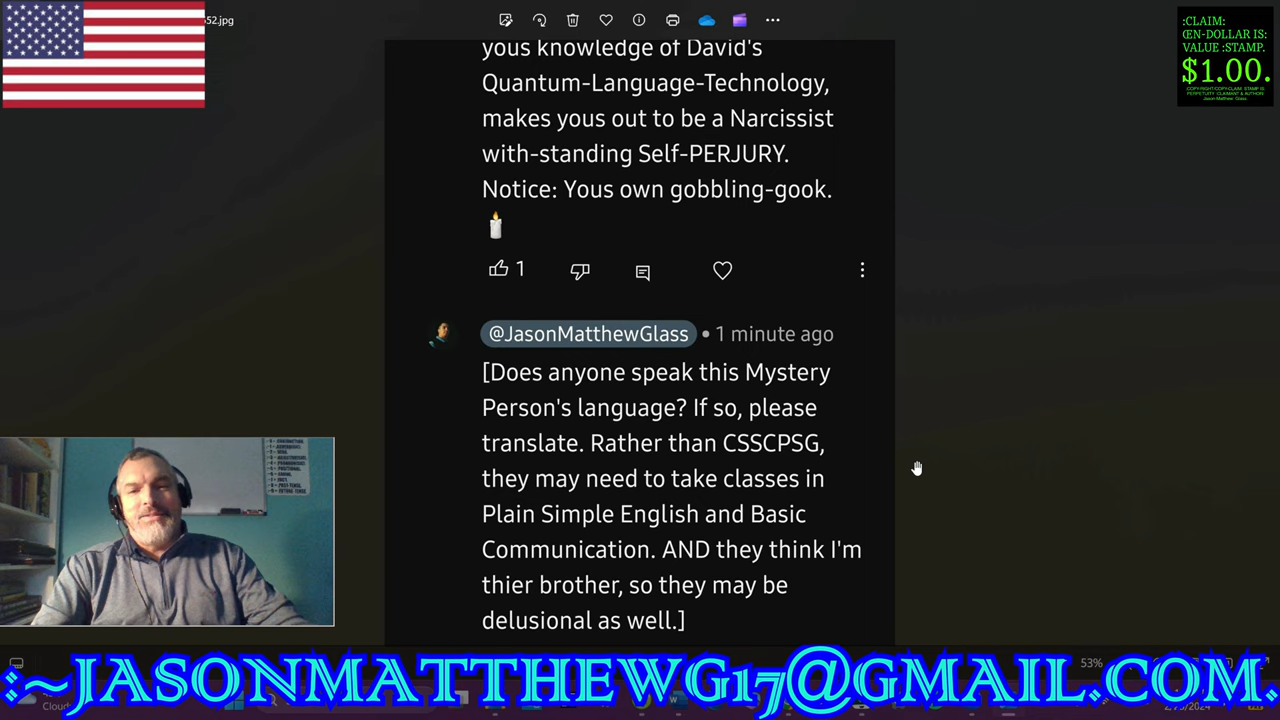 52.jpg
:CLAIM:
ŒN-DOLLAR IS:
VALUE :STAMP.
$1.00.
yous knowledge of David's
Quantum-Language-Technology,
makes yous out to be a Narcissist
with-standing Self-PERJURY.
Notice: Yous own gobbling-gook.
1
@JasonMatthewGlass • 1 minute ago
[Does anyone speak this Mystery
Person's language? If so, please
translate. Rather than CSSCPSG,
they may need to take classes in
Plain Simple English and Basic
Communication. AND they think I'm
thier brother, so they may be
delusional as well.]
53%
:~JASONMATTHEWG17@GMAIL.COM.